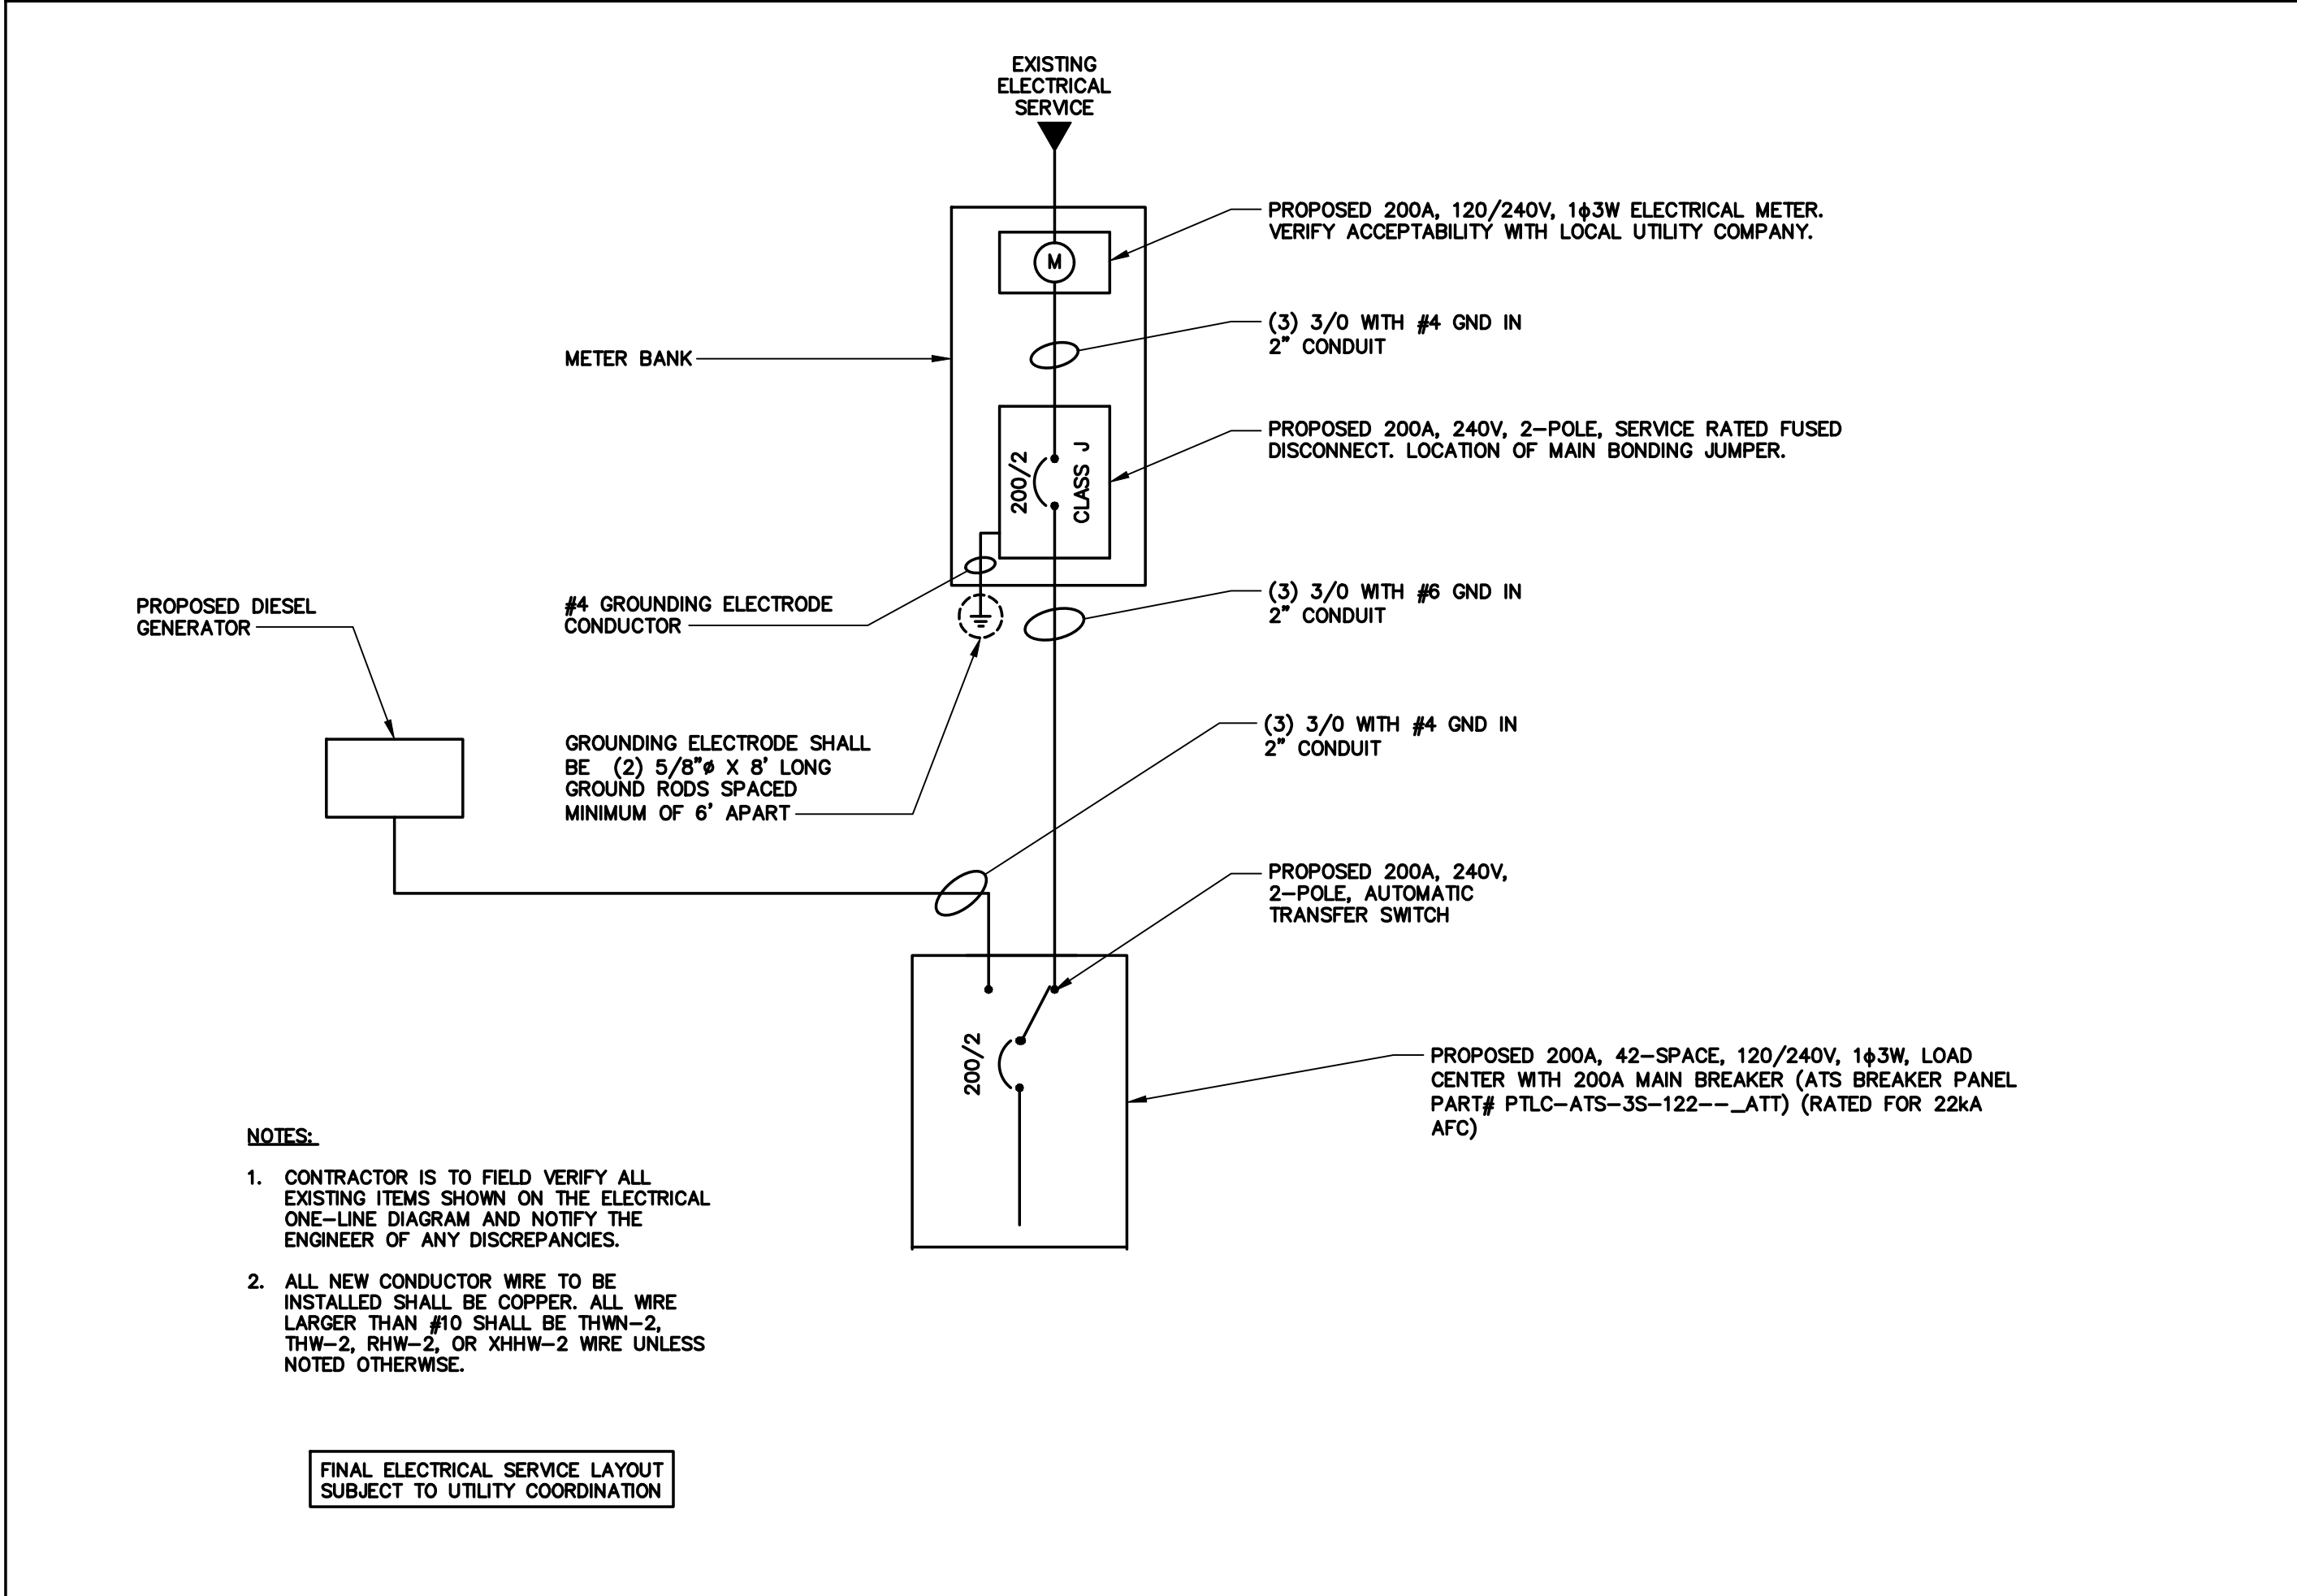 EXISTING
ELECTRICAL
SERVICE
PROPOSED 200A, 120/240V, 1ϕ3W ELECTRICAL METER.
VERIFY ACCEPTABILITY WITH LOCAL UTILITY COMPANY.
M
(3) 3/0 WITH #4 GND IN
2" CONDUIT
METER BANK
PROPOSED 200A, 240V, 2-POLE, SERVICE RATED FUSED
DISCONNECT. LOCATION OF MAIN BONDING JUMPER.
200/2
CLASS J
(3) 3/0 WITH #6 GND IN
2" CONDUIT
#4 GROUNDING ELECTRODE
CONDUCTOR
PROPOSED DIESEL
GENERATOR
(3) 3/0 WITH #4 GND IN
2" CONDUIT
GROUNDING ELECTRODE SHALL
BE (2) 5/8"ø X 8' LONG
GROUND RODS SPACED
MINIMUM OF 6' APART
PROPOSED 200A, 240V,
2-POLE, AUTOMATIC
TRANSFER SWITCH
200/2
PROPOSED 200A, 42-SPACE, 120/240V, 1ϕ3W, LOAD
CENTER WITH 200A MAIN BREAKER (ATS BREAKER PANEL
PART# PTLC-ATS-3S-122--_ATT) (RATED FOR 22kA
AFC)
NOTES:
1. CONTRACTOR IS TO FIELD VERIFY ALL
EXISTING ITEMS SHOWN ON THE ELECTRICAL
ONE-LINE DIAGRAM AND NOTIFY THE
ENGINEER OF ANY DISCREPANCIES.
2. ALL NEW CONDUCTOR WIRE TO BE
INSTALLED SHALL BE COPPER. ALL WIRE
LARGER THAN #10 SHALL BE THWN-2,
THW-2, RHW-2, OR XHHW-2 WIRE UNLESS
NOTED OTHERWISE.
FINAL ELECTRICAL SERVICE LAYOUT
SUBJECT TO UTILITY COORDINATION